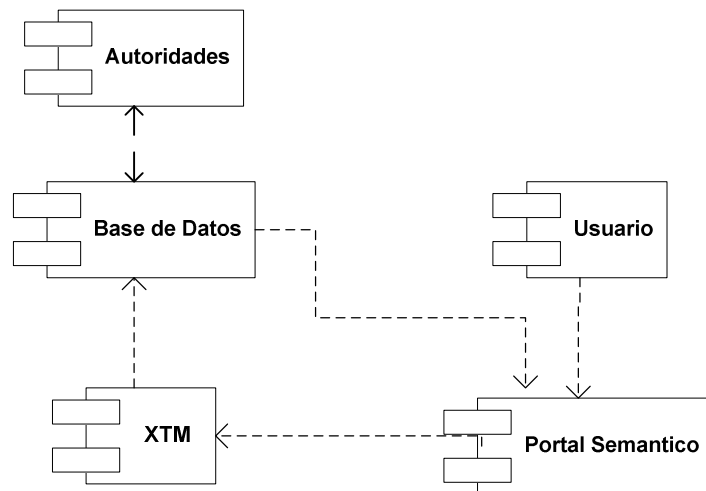 Autoridades
Base de Datos
Usuario
XTM
Portal Semantico